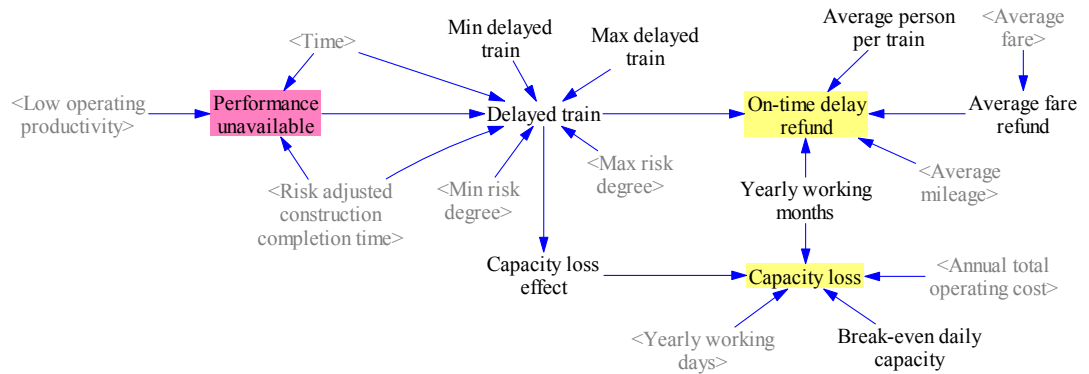 <Time>
Min delayed
train
Max delayed
train
Average person
per train
<Average
fare>
<Low operating
productivity>
Performance
unavailable
Delayed train
On-time delay
refund
Average fare
refund
<Risk adjusted
construction
completion time>
<Min risk
degree>
<Max risk
degree>
Yearly working
months
<Average
mileage>
Capacity loss
effect
Capacity loss
<Annual total
operating cost>
<Yearly working
days>
Break-even daily
capacity